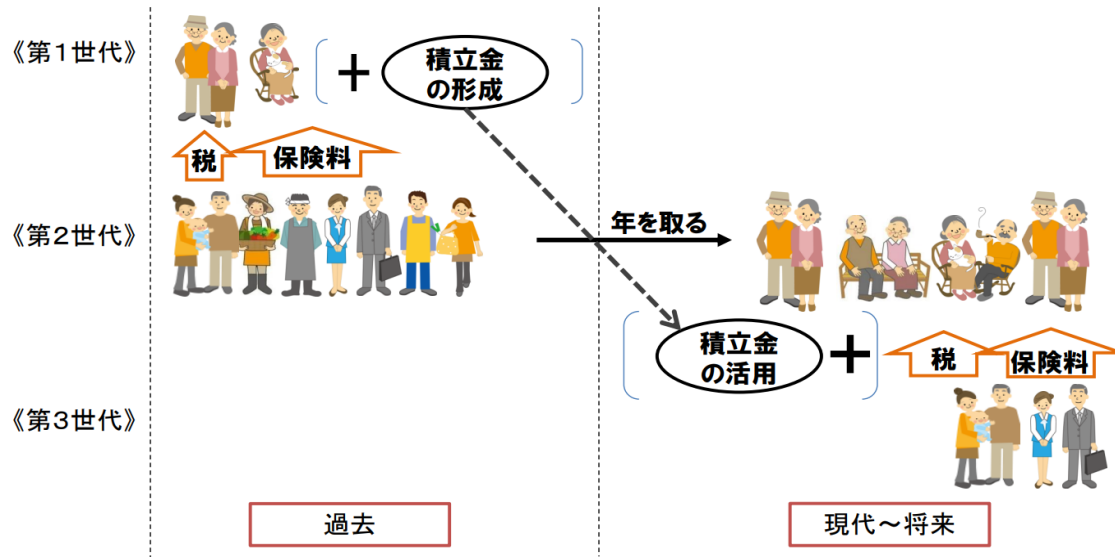 《第1世代》
＋
積立金
の形成
税
保険料
《第2世代》
年を取る
積立金
の活用
＋
税
保険料
《第3世代》
過去
現代～将来